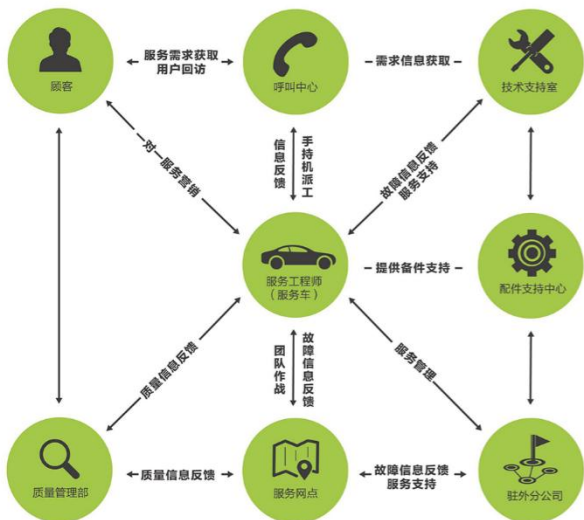 服务需求获取
用户回访
需求信息获取
顾客
呼叫中心
技术支持室
对一服务营销
信息反馈
手持机派工
故障信息反馈
服务支持
服务工程师
(服务车)
提供备件支持
配件支持中心
质量信息反馈
团队作战
故障信息反馈
服务管理
质量管理部
质量信息反馈
服务网点
故障信息反馈
服务支持
驻外分公司